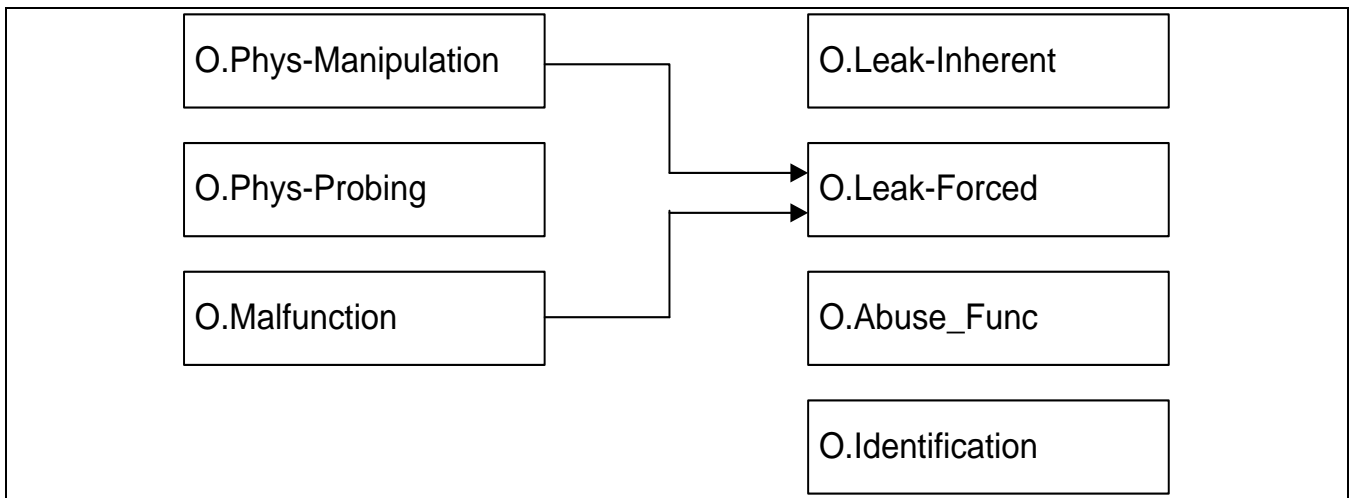 O.Phys-Manipulation
O.Leak-Inherent
O.Phys-Probing
O.Leak-Forced
O.Malfunction
O.Abuse_Func
O.Identification